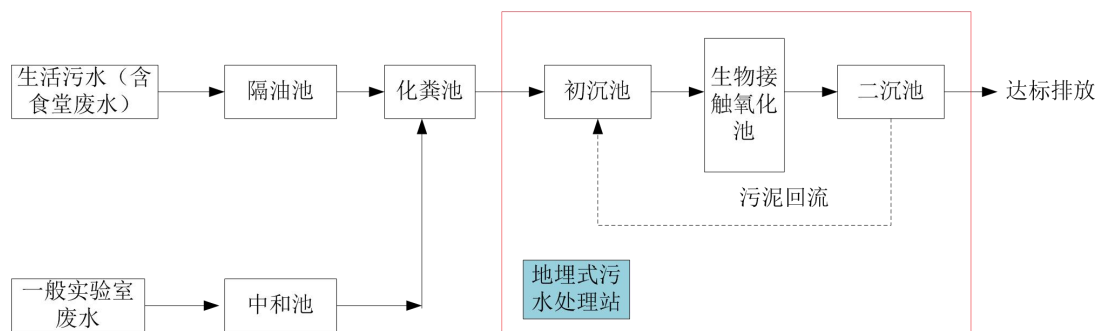 生活污水（含
食堂废水）
隔油池
化粪池
初沉池
生物接
触氧化
池
二沉池
达标排放
污泥回流
一般实验室
废水
中和池
地埋式污
水处理站